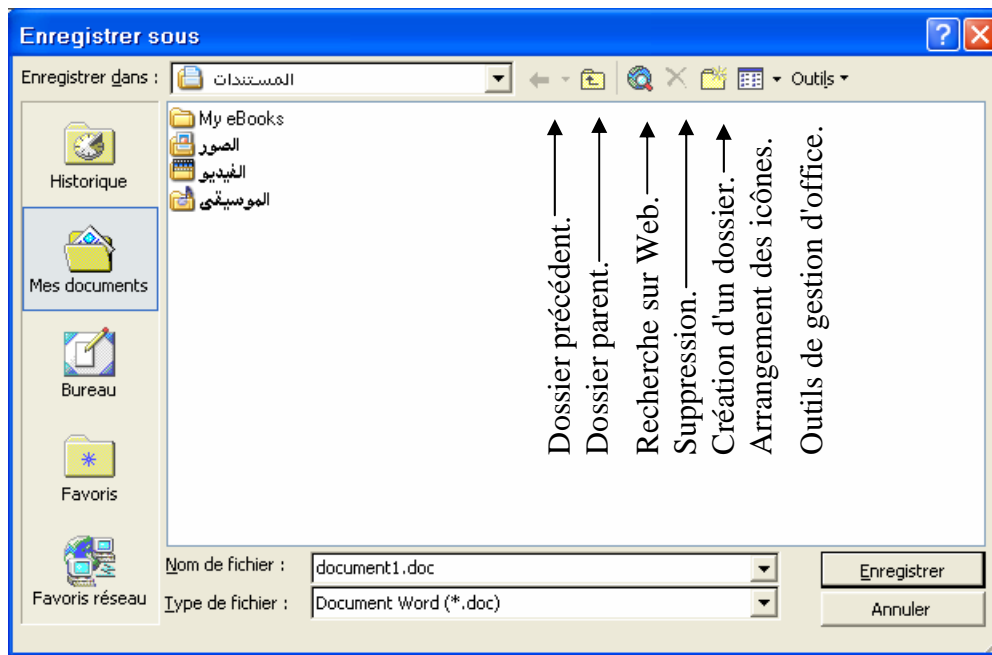 Enregistrer sous
Enregistrer dans :
المستندات
Outils
Historique
Mes documents
Bureau
Favoris
Favoris réseau
My eBooks
الصور
الفيديو
الموسيقى
Dossier précédent.
Dossier parent.
Recherche sur Web.
Suppression.
Création d'un dossier.
Arrangement des icônes.
Outils de gestion d'office.
Nom de fichier :
document1.doc
Enregistrer
Type de fichier :
Document Word (*.doc)
Annuler